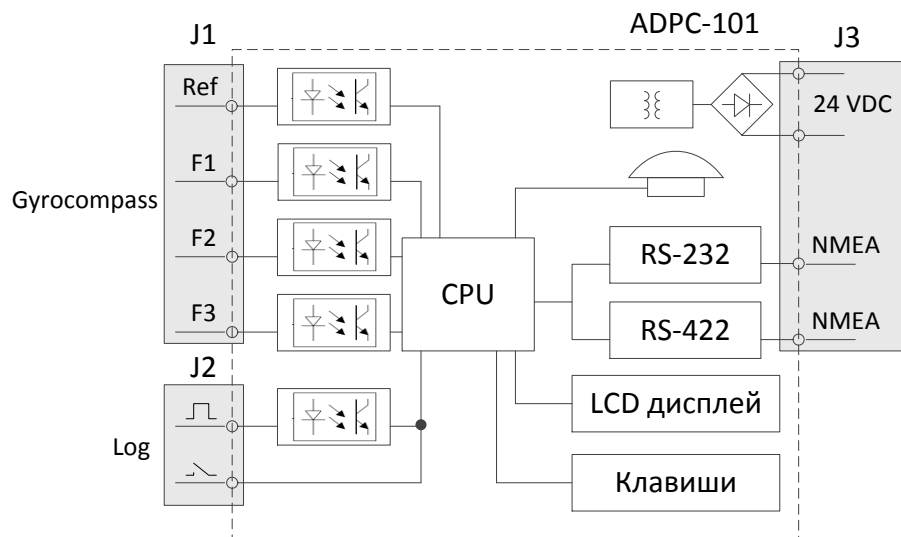 J1
ADPC-101
J3
Ref
24 VDC
F1
Gyrocompass
F2
RS-232
NMEA
CPU
F3
RS-422
NMEA
J2
LCD дисплей
Log
Клавиши